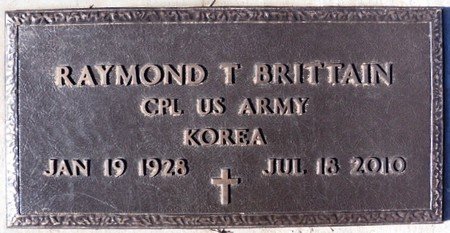 RAYMOND T BRITTAIN
CPL US ARMY
KOREA
JAN 19 1928 JUL 18 2010